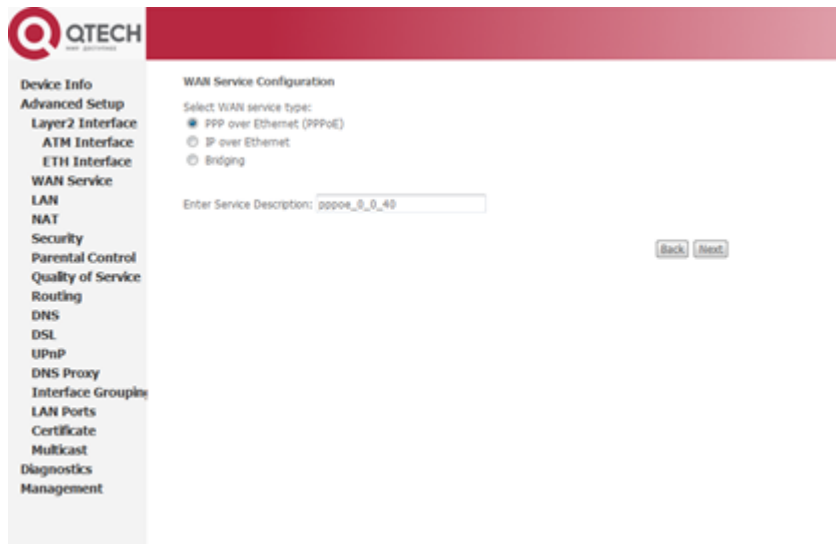 QTECH
Device Info
Advanced Setup
Layer2 Interface
ATM Interface
ETH Interface
WAN Service
LAN
NAT
Security
Parental Control
Quality of Service
Routing
DNS
DSL
UPnP
DNS Proxy
Interface Grouping
LAN Ports
Certificate
Multicast
Diagnostics
Management
WAN Service Configuration
Select WAN service type:
PPP over Ethernet (PPPoE)
IP over Ethernet
Bridging
Enter Service Description: pppoe_0_0_40
Back Next